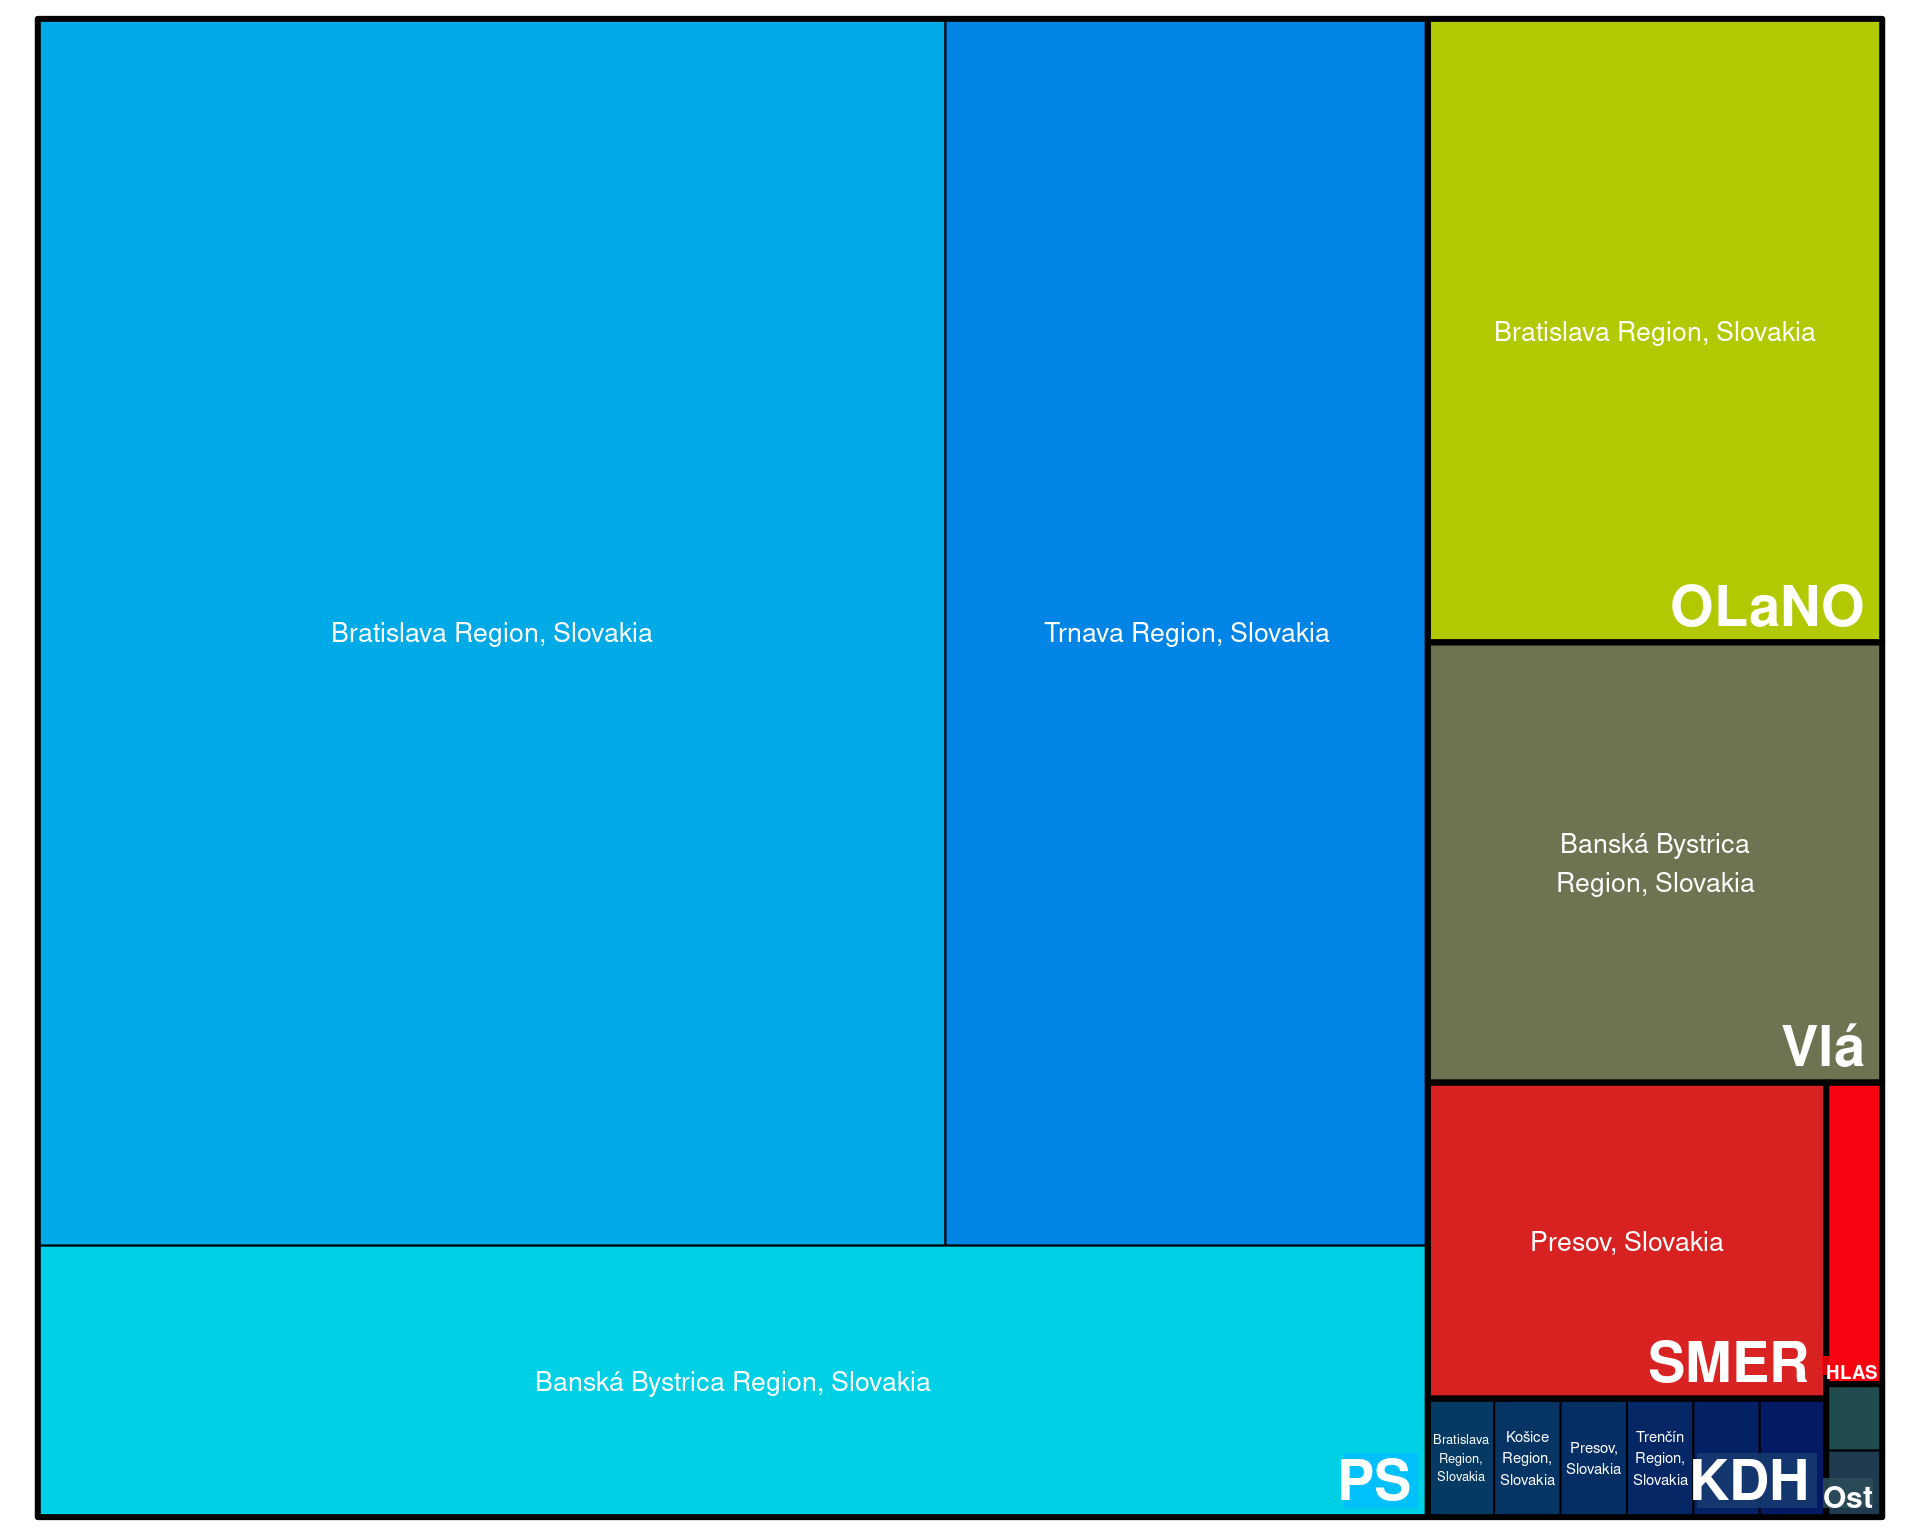 Bratislava Region, Slovakia
Trnava Region, Slovakia
Banská Bystrica Region, Slovakia
PS
Bratislava Region, Slovakia
OLaNO
Banská Bystrica
Region, Slovakia
Vlá
Presov, Slovakia
SMER
HLAS
Bratislava
Region,
Slovakia
Košice
Region,
Slovakia
Presov,
Slovakia
Trenčín
Region,
Slovakia
KDH
Ost